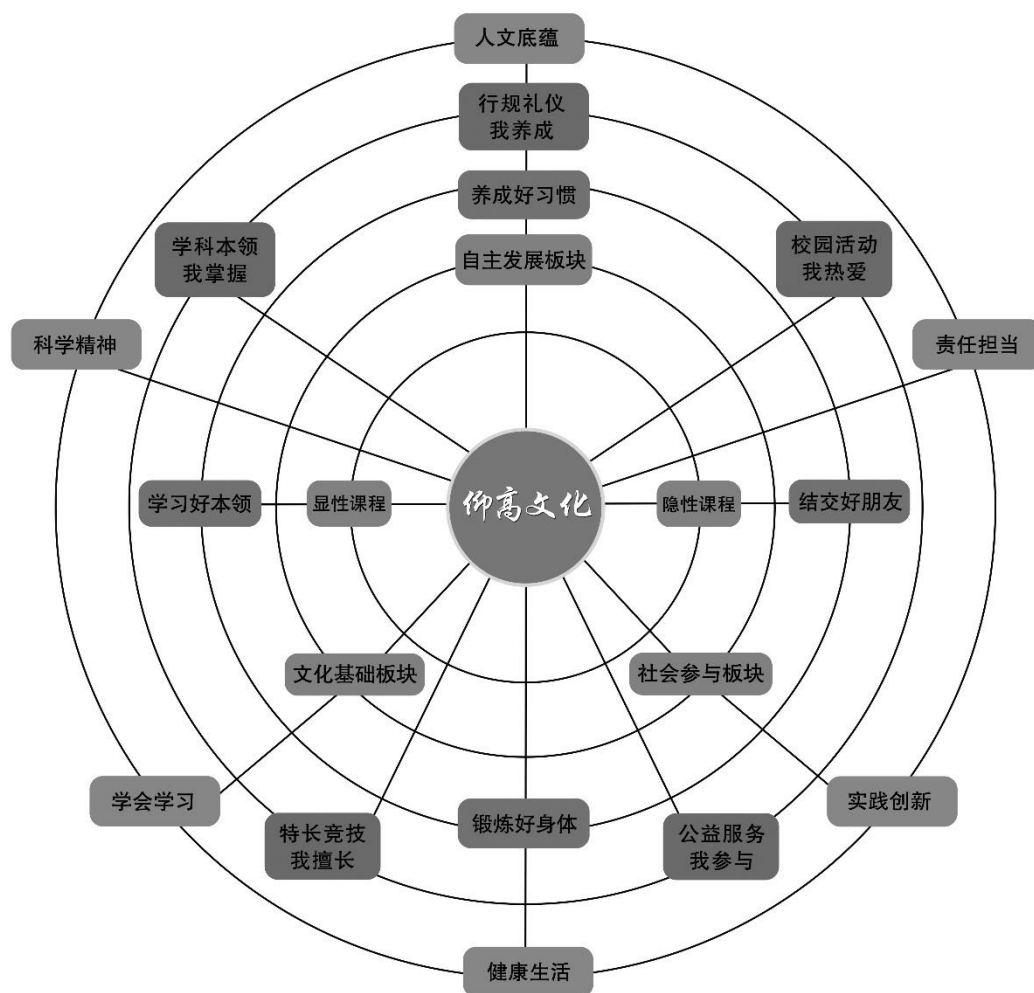 人文底蕴
行规礼仪
我养成
养成好习惯
学科本领
我掌握
自主发展板块
校园活动
我热爱
科学精神
责任担当
学习好本领
显性课程
仰高文化
隐性课程
结交好朋友
文化基础板块
社会参与板块
学会学习
实践创新
特长竞技
我擅长
锻炼好身体
公益服务
我参与
健康生活